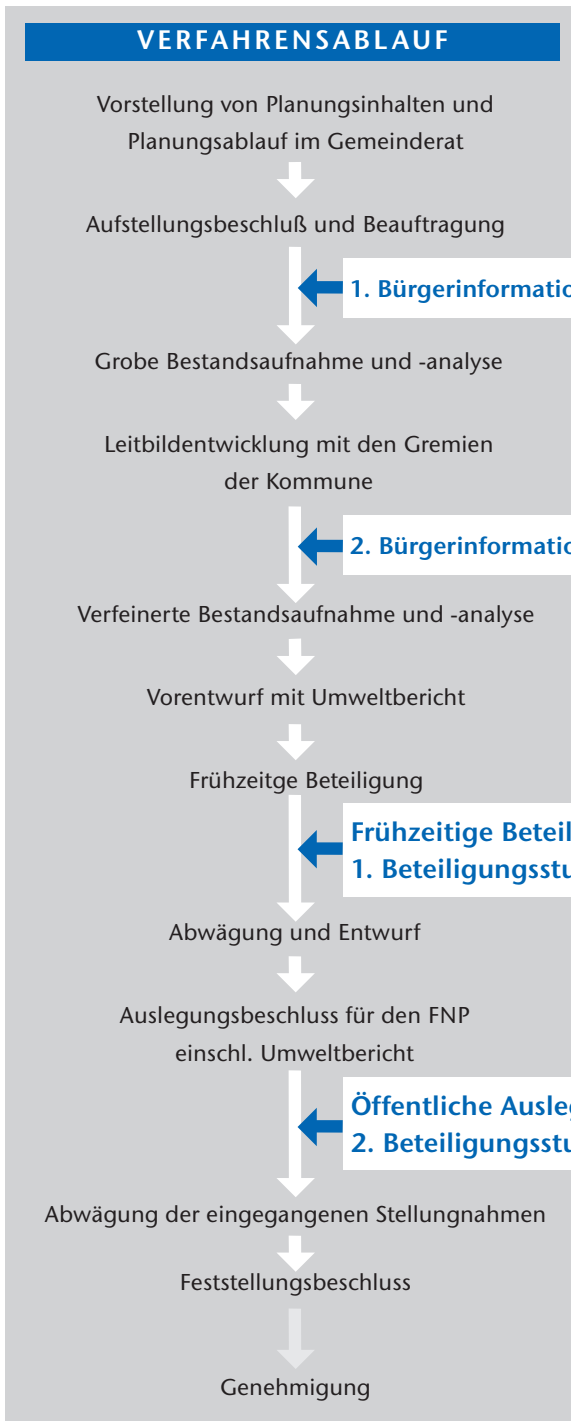 VERFAHRENSABLAUF
Vorstellung von Planungsinhalten und
Planungsablauf im Gemeinderat
Aufstellungsbeschluß und Beauftragung
1. Bürgerinformatio
Grobe Bestandsaufnahme und -analyse
Leitbildentwicklung mit den Gremien
der Kommune
2. Bürgerinformatio
Verfeinerte Bestandsaufnahme und -analyse
Vorentwurf mit Umweltbericht
Frühzeitge Beteiligung
Frühzeitige Beteil
1. Beteiligungsstu
Abwägung und Entwurf
Auslegungsbeschluss für den FNP
einschl. Umweltbericht
Öffentliche Ausleg
2. Beteiligungsstu
Abwägung der eingegangenen Stellungnahmen
Feststellungsbeschluss
Genehmigung